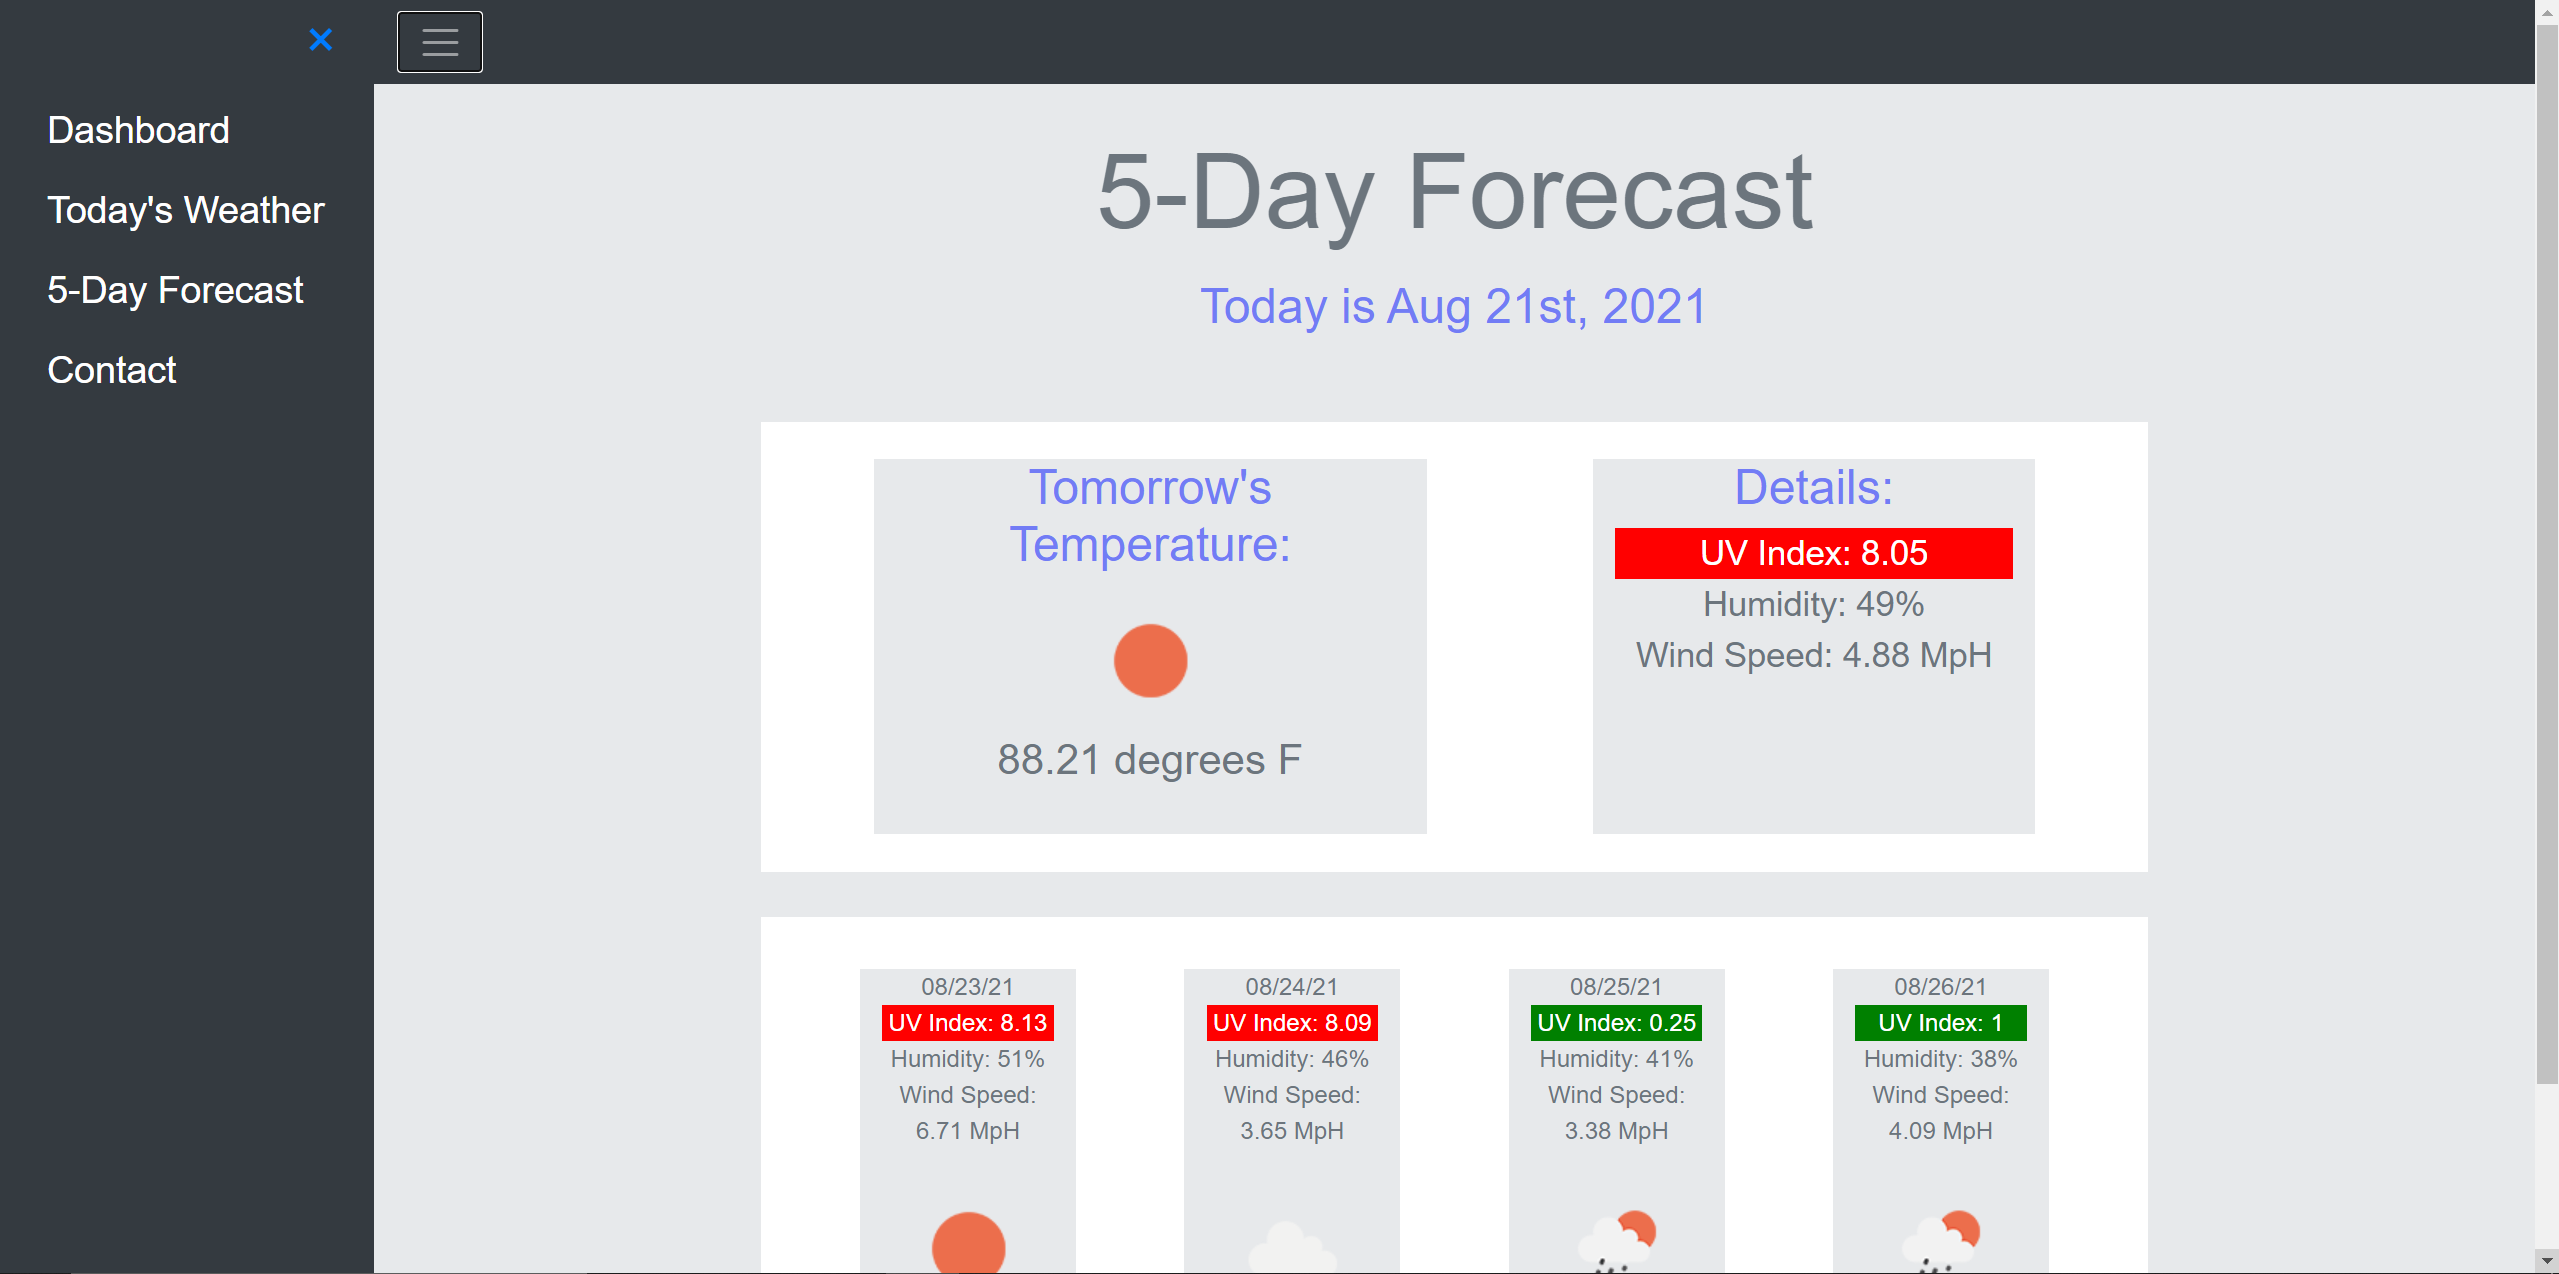 Dashboard
Today's Weather
5-Day Forecast
Contact
5-Day Forecast
Today is Aug 21st, 2021
Tomorrow's
Temperature:
88.21 degrees F
Details:
UV Index: 8.05
Humidity: 49%
Wind Speed: 4.88 MpH
08/23/21
UV Index: 8.13
Humidity: 51%
Wind Speed:
6.71 MpH
08/24/21
UV Index: 8.09
Humidity: 46%
Wind Speed:
3.65 MpH
08/25/21
UV Index: 0.25
Humidity: 41%
Wind Speed:
3.38 MpH
08/26/21
UV Index: 1
Humidity: 38%
Wind Speed:
4.09 MpH